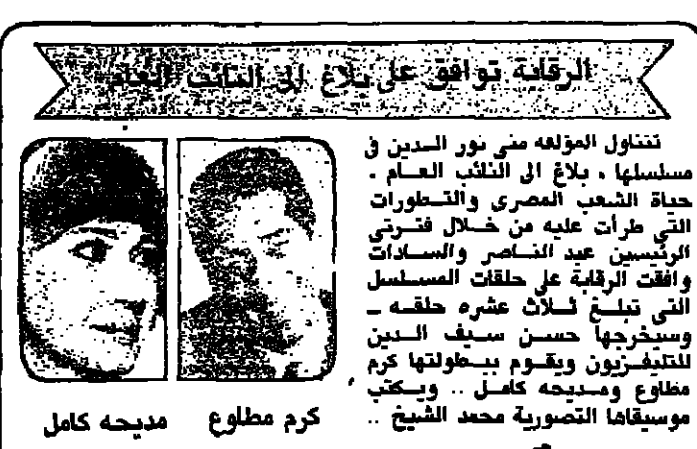 الرقابة توافق على بلاغ الى النائب العام
تتناول المؤلفه منى نور الدين فى
مسلسلها . بلاغ الى النائب العام .
حياة الشعب المصرى والتطورات
التى طرأت عليه من خلال فترتى
الرئيسين عبد الناصر والسادات
وافقت الرقابة على حلقات المسلسل
التى تبلغ ثلاث عشره حلقه ـ
وسيخرجها حسن سيف الدين
للتليفزيون ويقوم ببطولتها كرم
مطاوع ومديحه كامل .. ويكتب
موسيقاها التصورية محمد الشيخ ..
كرم مطاوع
مديحه كامل